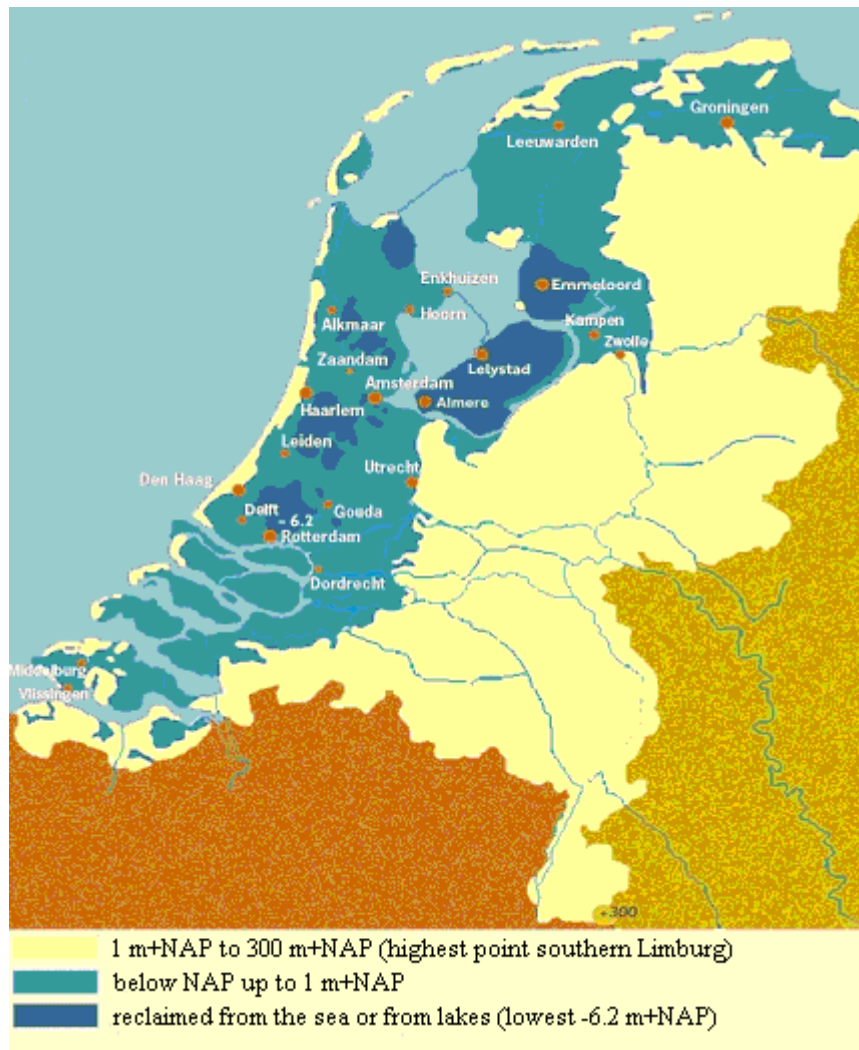 Groningen
Leeuwarden
Enkhuizen
Emmeloord
Alkmaar
Hoorn
Kampen
Zwolle
Zaandam
Lelystad
Amsterdam
Haarlem
Almere
Leiden
Utrecht
Den Haag
Delft
Gouda
- 6.2
Rotterdam
Dordrecht
Middelburg
Vlissingen
+300
1 m+NAP to 300 m+NAP (highest point southern Limburg)
below NAP up to 1 m+NAP
reclaimed from the sea or from lakes (lowest -6.2 m+NAP)